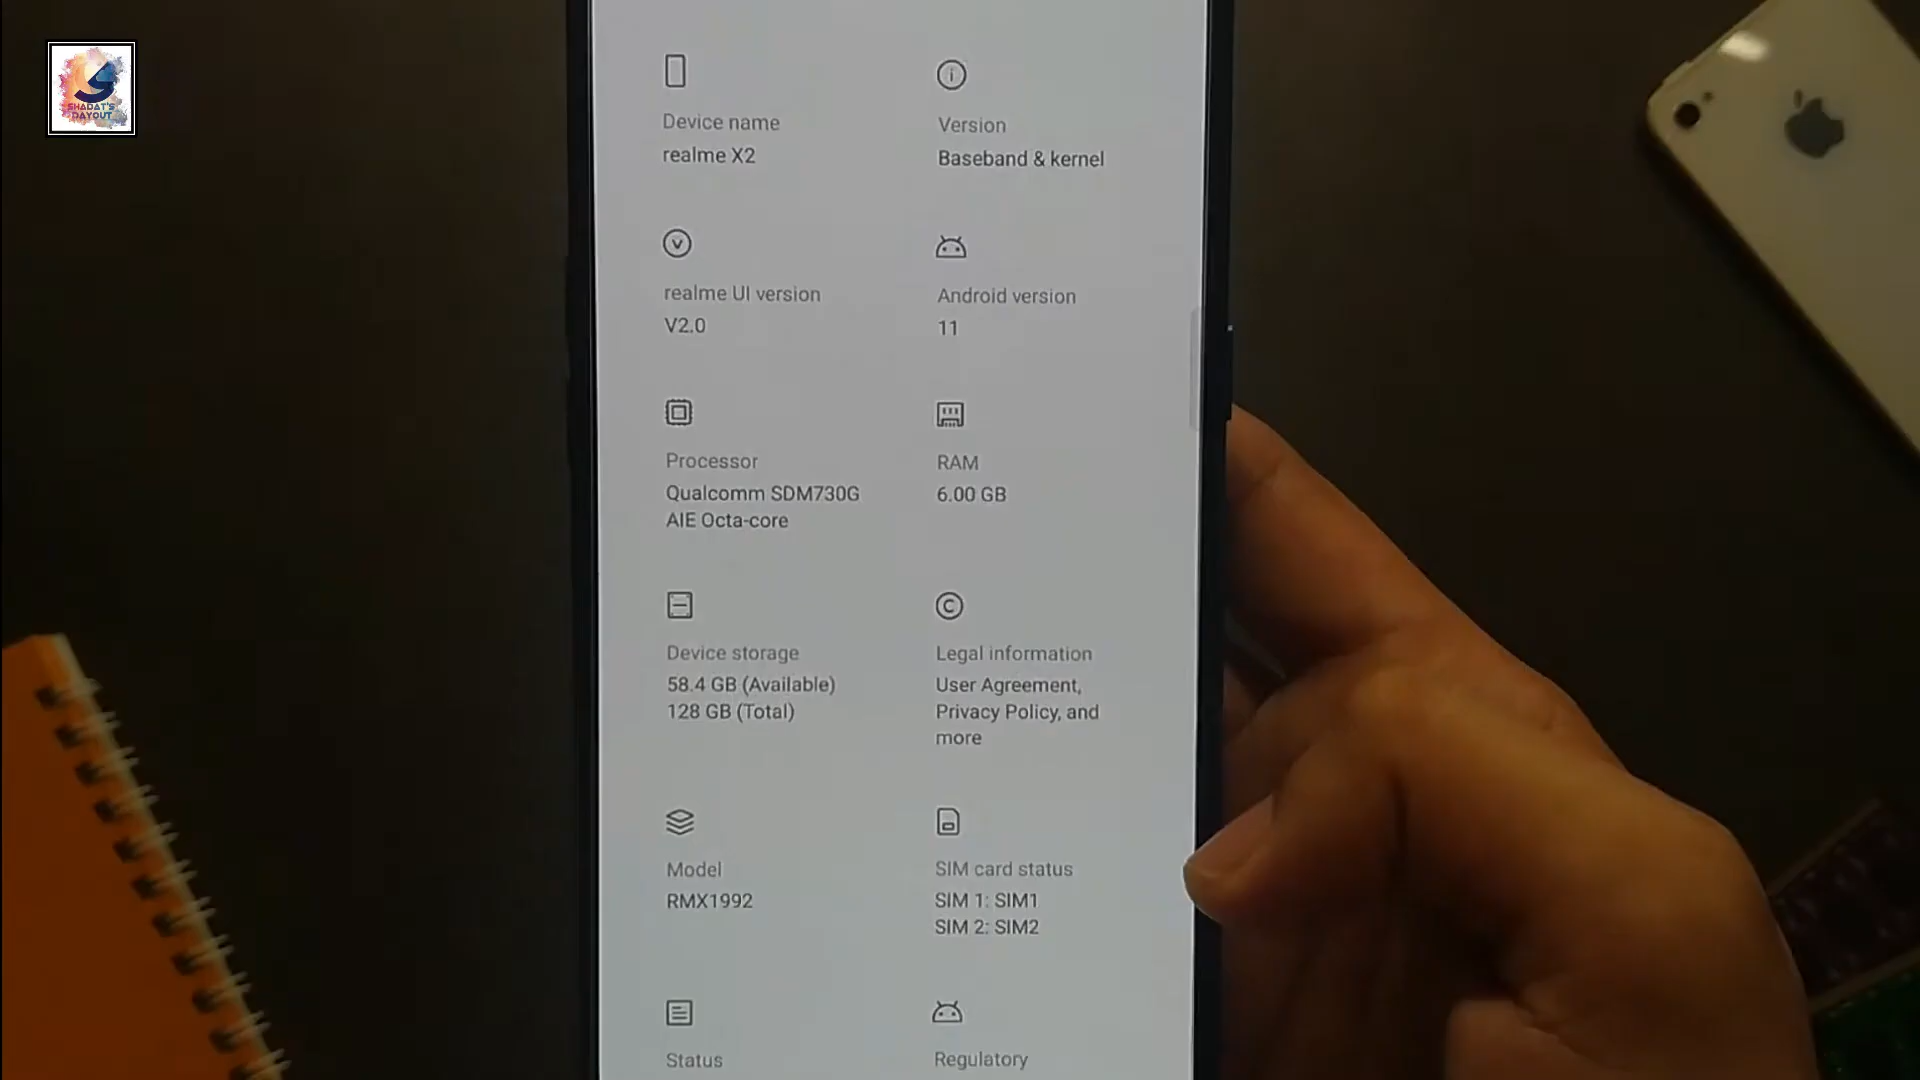 SHADAT'S
DAYOUT
Device name
realme X2
Version
Baseband & kernel
realme UI version
V2.0
Android version
11
Processor
Qualcomm SDM730G
AIE Octa-core
RAM
6.00 GB
Device storage
58.4 GB (Available)
128 GB (Total)
Legal information
User Agreement,
Privacy Policy, and
more
Model
RMX1992
SIM card status
SIM 1: SIM1
SIM 2: SIM2
Status
Regulatory